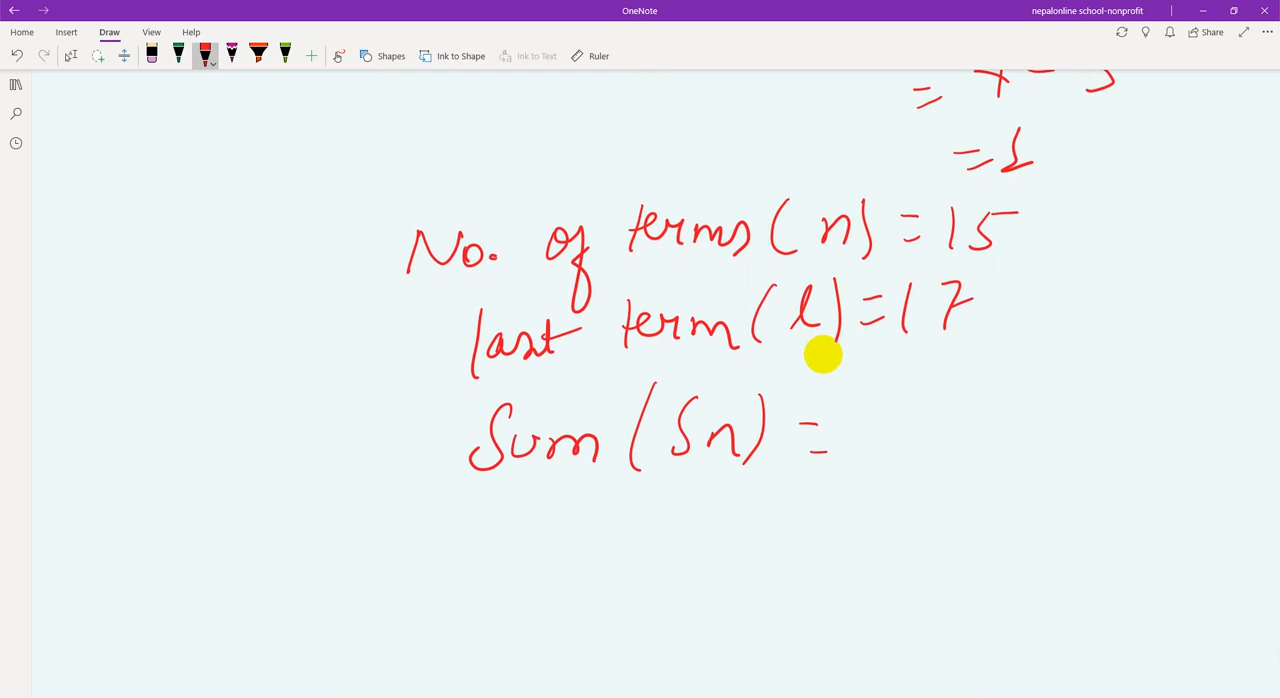 OneNote
nepalonline school-nonprofit
Home Insert Draw View Help
Share
Shapes Ink to Shape Ink to Text Ruler
=
= 1
No. of terms (n) = 15
last term (l) = 17
Sum (Sn) =